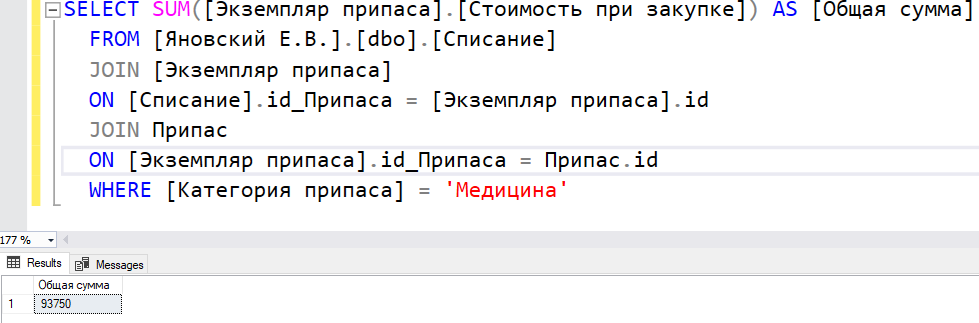 SELECT SUM([Экземпляр припаса].[Стоимость при закупке]) AS [Общая сумма]
FROM [Яновский Е.В.].[dbo].[Списание]
JOIN [Экземпляр припаса]
ON [Списание].id_Припаса = [Экземпляр припаса].id
JOIN Припас
ON [Экземпляр припаса].id_Припаса = Припас.id
WHERE [Категория припаса] = 'Медицина'
177 %
Results Messages
Общая сумма
1 93750